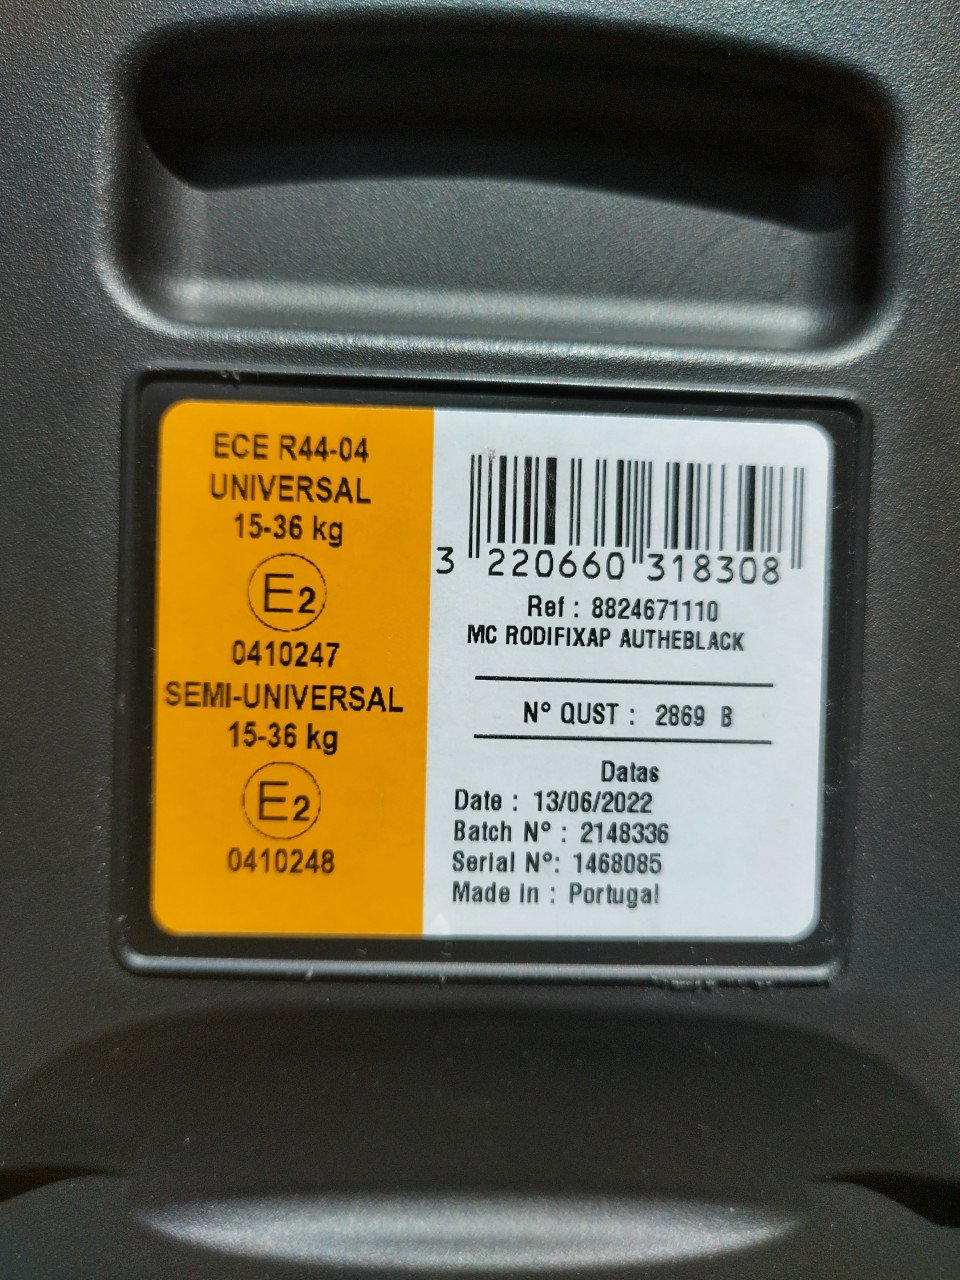 ECE R44-04
UNIVERSAL
15-36 kg
E2
0410247
SEMI-UNIVERSAL
15-36 kg
E2
0410248
3 220660 318308
Ref : 8824671110
MC RODIFIXAP AUTHEBLACK
N° QUST : 2869 B
Datas
Date : 13/06/2022
Batch N° : 2148336
Serial N°: 1468085
Made in : Portugal